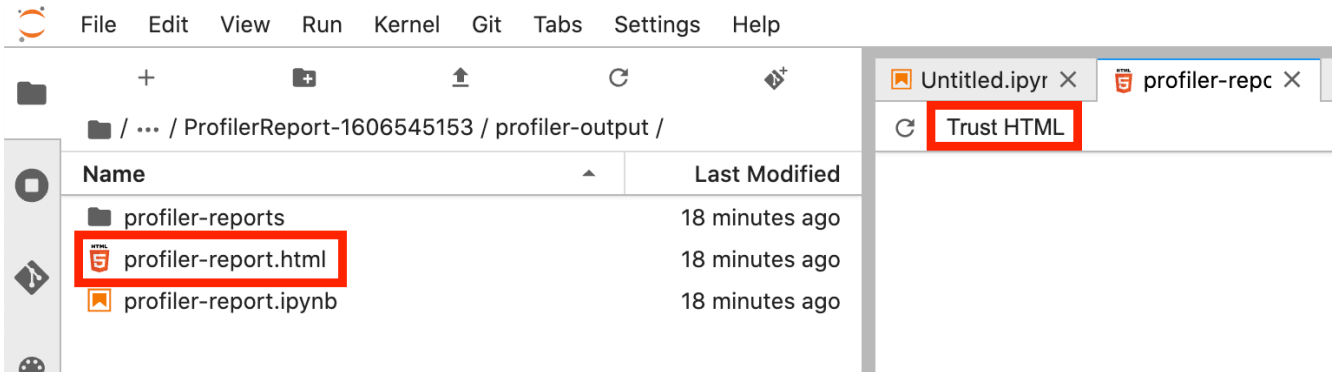 File Edit View Run Kernel Git Tabs Settings Help
Untitled.ipyr
profiler-repc
/ ··· / ProfilerReport-1606545153 / profiler-output /
Trust HTML
Name Last Modified
profiler-reports 18 minutes ago
HTML 5 profiler-report.html 18 minutes ago
profiler-report.ipynb 18 minutes ago